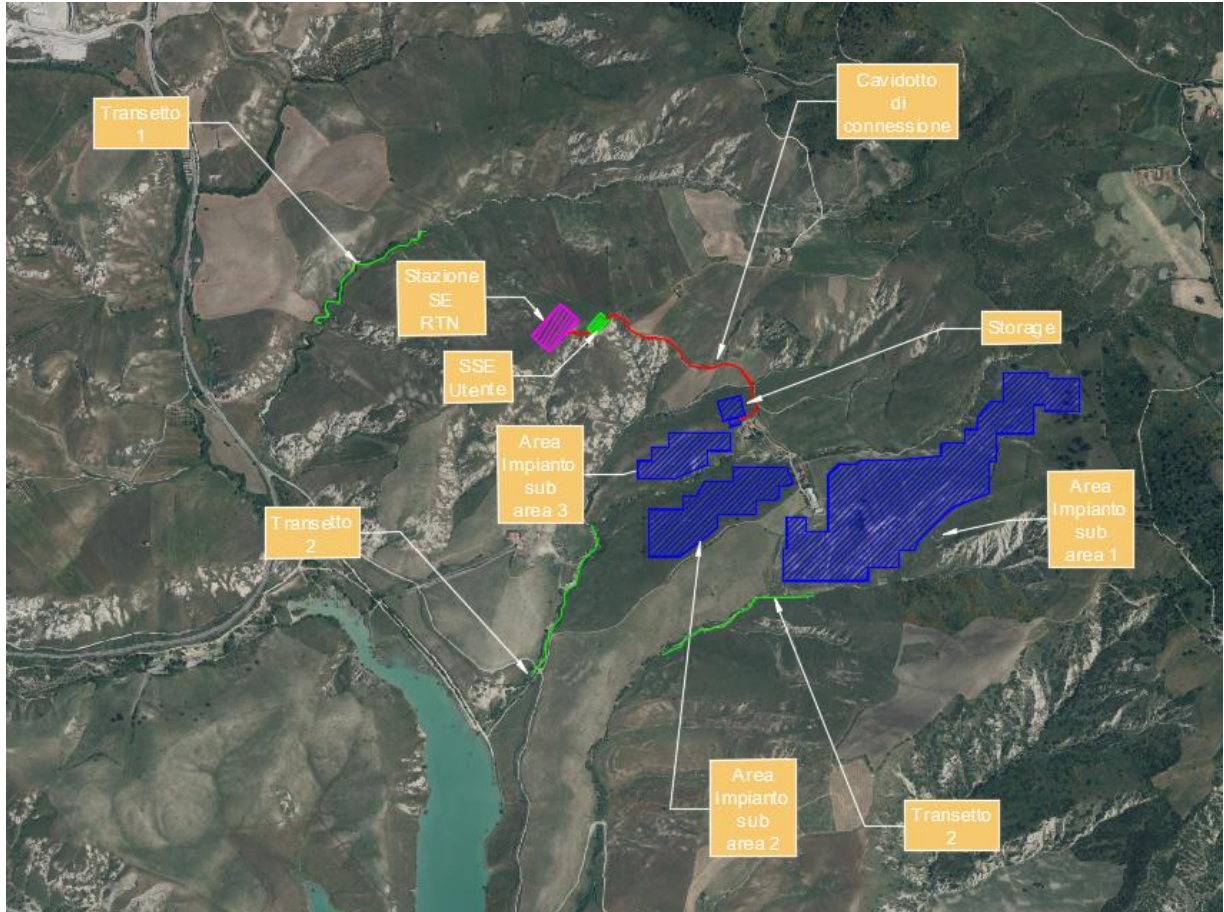 Cavidotto
di
connessione
Transetto
1
Stazione
SE
RTN
Storage
SSE
Utente
Area
Impianto
sub
area 3
Area
Impianto
sub
area 1
Transetto
2
Area
Impianto
sub
area 2
Transetto
2